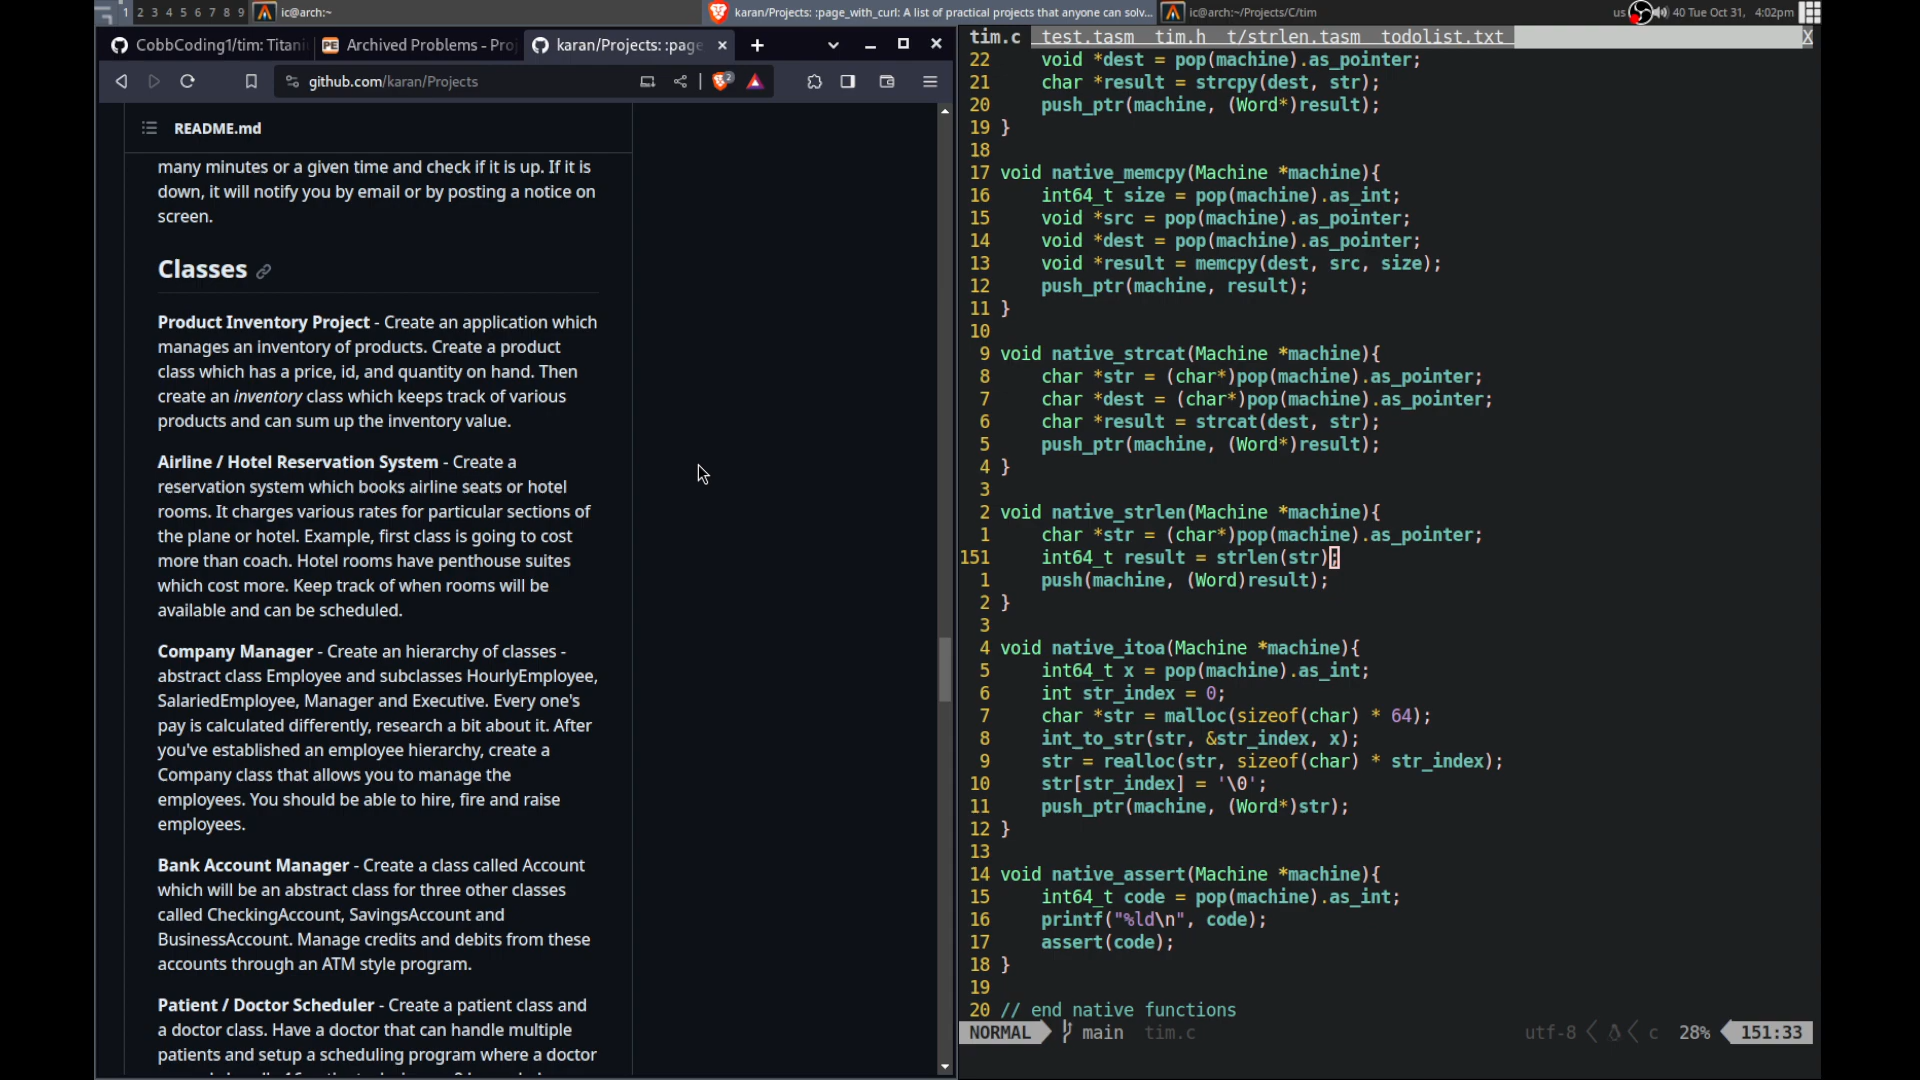 1 2 3 4 5 6 7 8 9 ic@arch:~ karan/Projects: :page_with_curl: A list of practical projects that anyone can solv... ic@arch:~/Projects/C/tim us 40 Tue Oct 31, 4:02pm
CobbCoding1/tim: Titani Archived Problems - Proj karan/Projects: :page
github.com/karan/Projects 2
README.md
many minutes or a given time and check if it is up. If it is
down, it will notify you by email or by posting a notice on
screen.
Classes
Product Inventory Project - Create an application which
manages an inventory of products. Create a product
class which has a price, id, and quantity on hand. Then
create an inventory class which keeps track of various
products and can sum up the inventory value.
Airline / Hotel Reservation System - Create a
reservation system which books airline seats or hotel
rooms. It charges various rates for particular sections of
the plane or hotel. Example, first class is going to cost
more than coach. Hotel rooms have penthouse suites
which cost more. Keep track of when rooms will be
available and can be scheduled.
Company Manager - Create an hierarchy of classes -
abstract class Employee and subclasses HourlyEmployee,
SalariedEmployee, Manager and Executive. Every one's
pay is calculated differently, research a bit about it. After
you've established an employee hierarchy, create a
Company class that allows you to manage the
employees. You should be able to hire, fire and raise
employees.
Bank Account Manager - Create a class called Account
which will be an abstract class for three other classes
called CheckingAccount, SavingsAccount and
BusinessAccount. Manage credits and debits from these
accounts through an ATM style program.
Patient / Doctor Scheduler - Create a patient class and
a doctor class. Have a doctor that can handle multiple
patients and setup a scheduling program where a doctor
tim.c test.tasm tim.h t/strlen.tasm todolist.txt X
22 void *dest = pop(machine).as_pointer;
21 char *result = strcpy(dest, str);
20 push_ptr(machine, (Word*)result);
19 }
18
17 void native_memcpy(Machine *machine){
16 int64_t size = pop(machine).as_int;
15 void *src = pop(machine).as_pointer;
14 void *dest = pop(machine).as_pointer;
13 void *result = memcpy(dest, src, size);
12 push_ptr(machine, result);
11 }
10
9 void native_strcat(Machine *machine){
8 char *str = (char*)pop(machine).as_pointer;
7 char *dest = (char*)pop(machine).as_pointer;
6 char *result = strcat(dest, str);
5 push_ptr(machine, (Word*)result);
4 }
3
2 void native_strlen(Machine *machine){
1 char *str = (char*)pop(machine).as_pointer;
151 int64_t result = strlen(str);
1 push(machine, (Word)result);
2 }
3
4 void native_itoa(Machine *machine){
5 int64_t x = pop(machine).as_int;
6 int str_index = 0;
7 char *str = malloc(sizeof(char) * 64);
8 int_to_str(str, &str_index, x);
9 str = realloc(str, sizeof(char) * str_index);
10 str[str_index] = '\0';
11 push_ptr(machine, (Word*)str);
12 }
13
14 void native_assert(Machine *machine){
15 int64_t code = pop(machine).as_int;
16 printf("%ld\n", code);
17 assert(code);
18 }
19
20 // end native functions
NORMAL main tim.c utf-8 c 28% 151:33